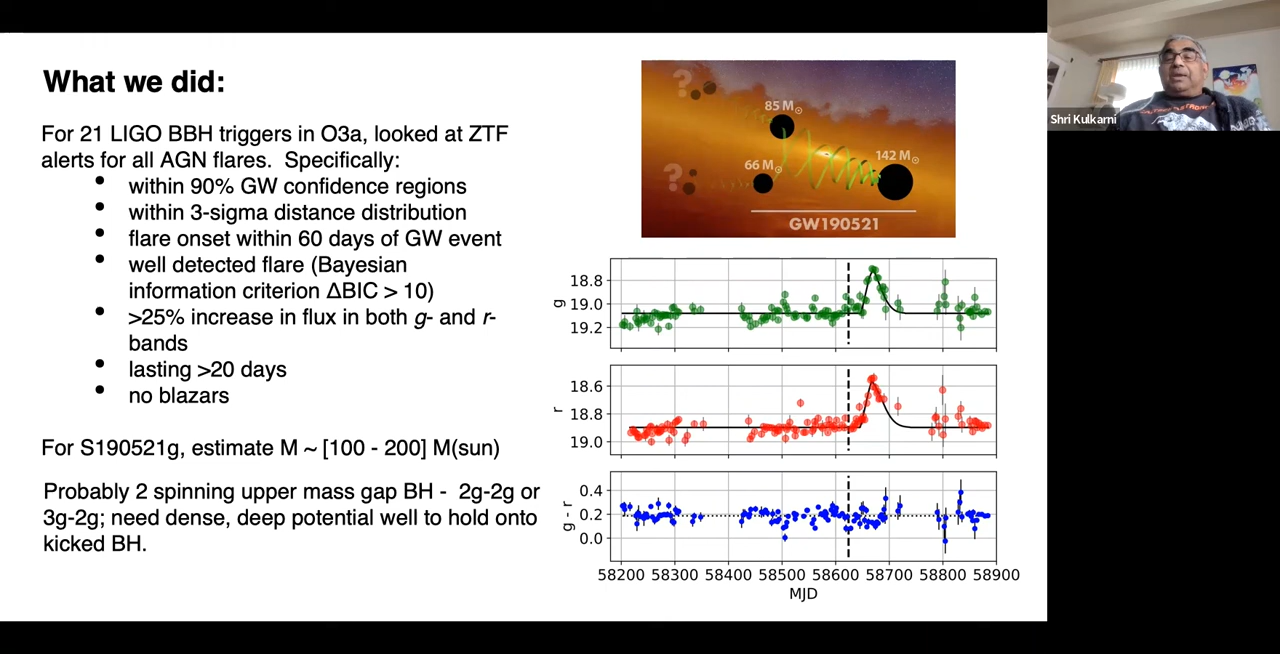 What we did:
For 21 LIGO BBH triggers in O3a, looked at ZTF
alerts for all AGN flares. Specifically:
• within 90% GW confidence regions
• within 3-sigma distance distribution
• flare onset within 60 days of GW event
• well detected flare (Bayesian
information criterion ΔBIC > 10)
• >25% increase in flux in both g- and r-
bands
• lasting >20 days
• no blazars
For S190521g, estimate M ~ [100 - 200] M(sun)
Probably 2 spinning upper mass gap BH - 2g-2g or
3g-2g; need dense, deep potential well to hold onto
kicked BH.
?
85 M☉
66 M☉
142 M☉
?
GW190521
g
18.8
19.0
19.2
r
18.6
18.8
19.0
g - r
0.4
0.2
0.0
58200 58300 58400 58500 58600 58700 58800 58900
MJD
Shri Kulkarni